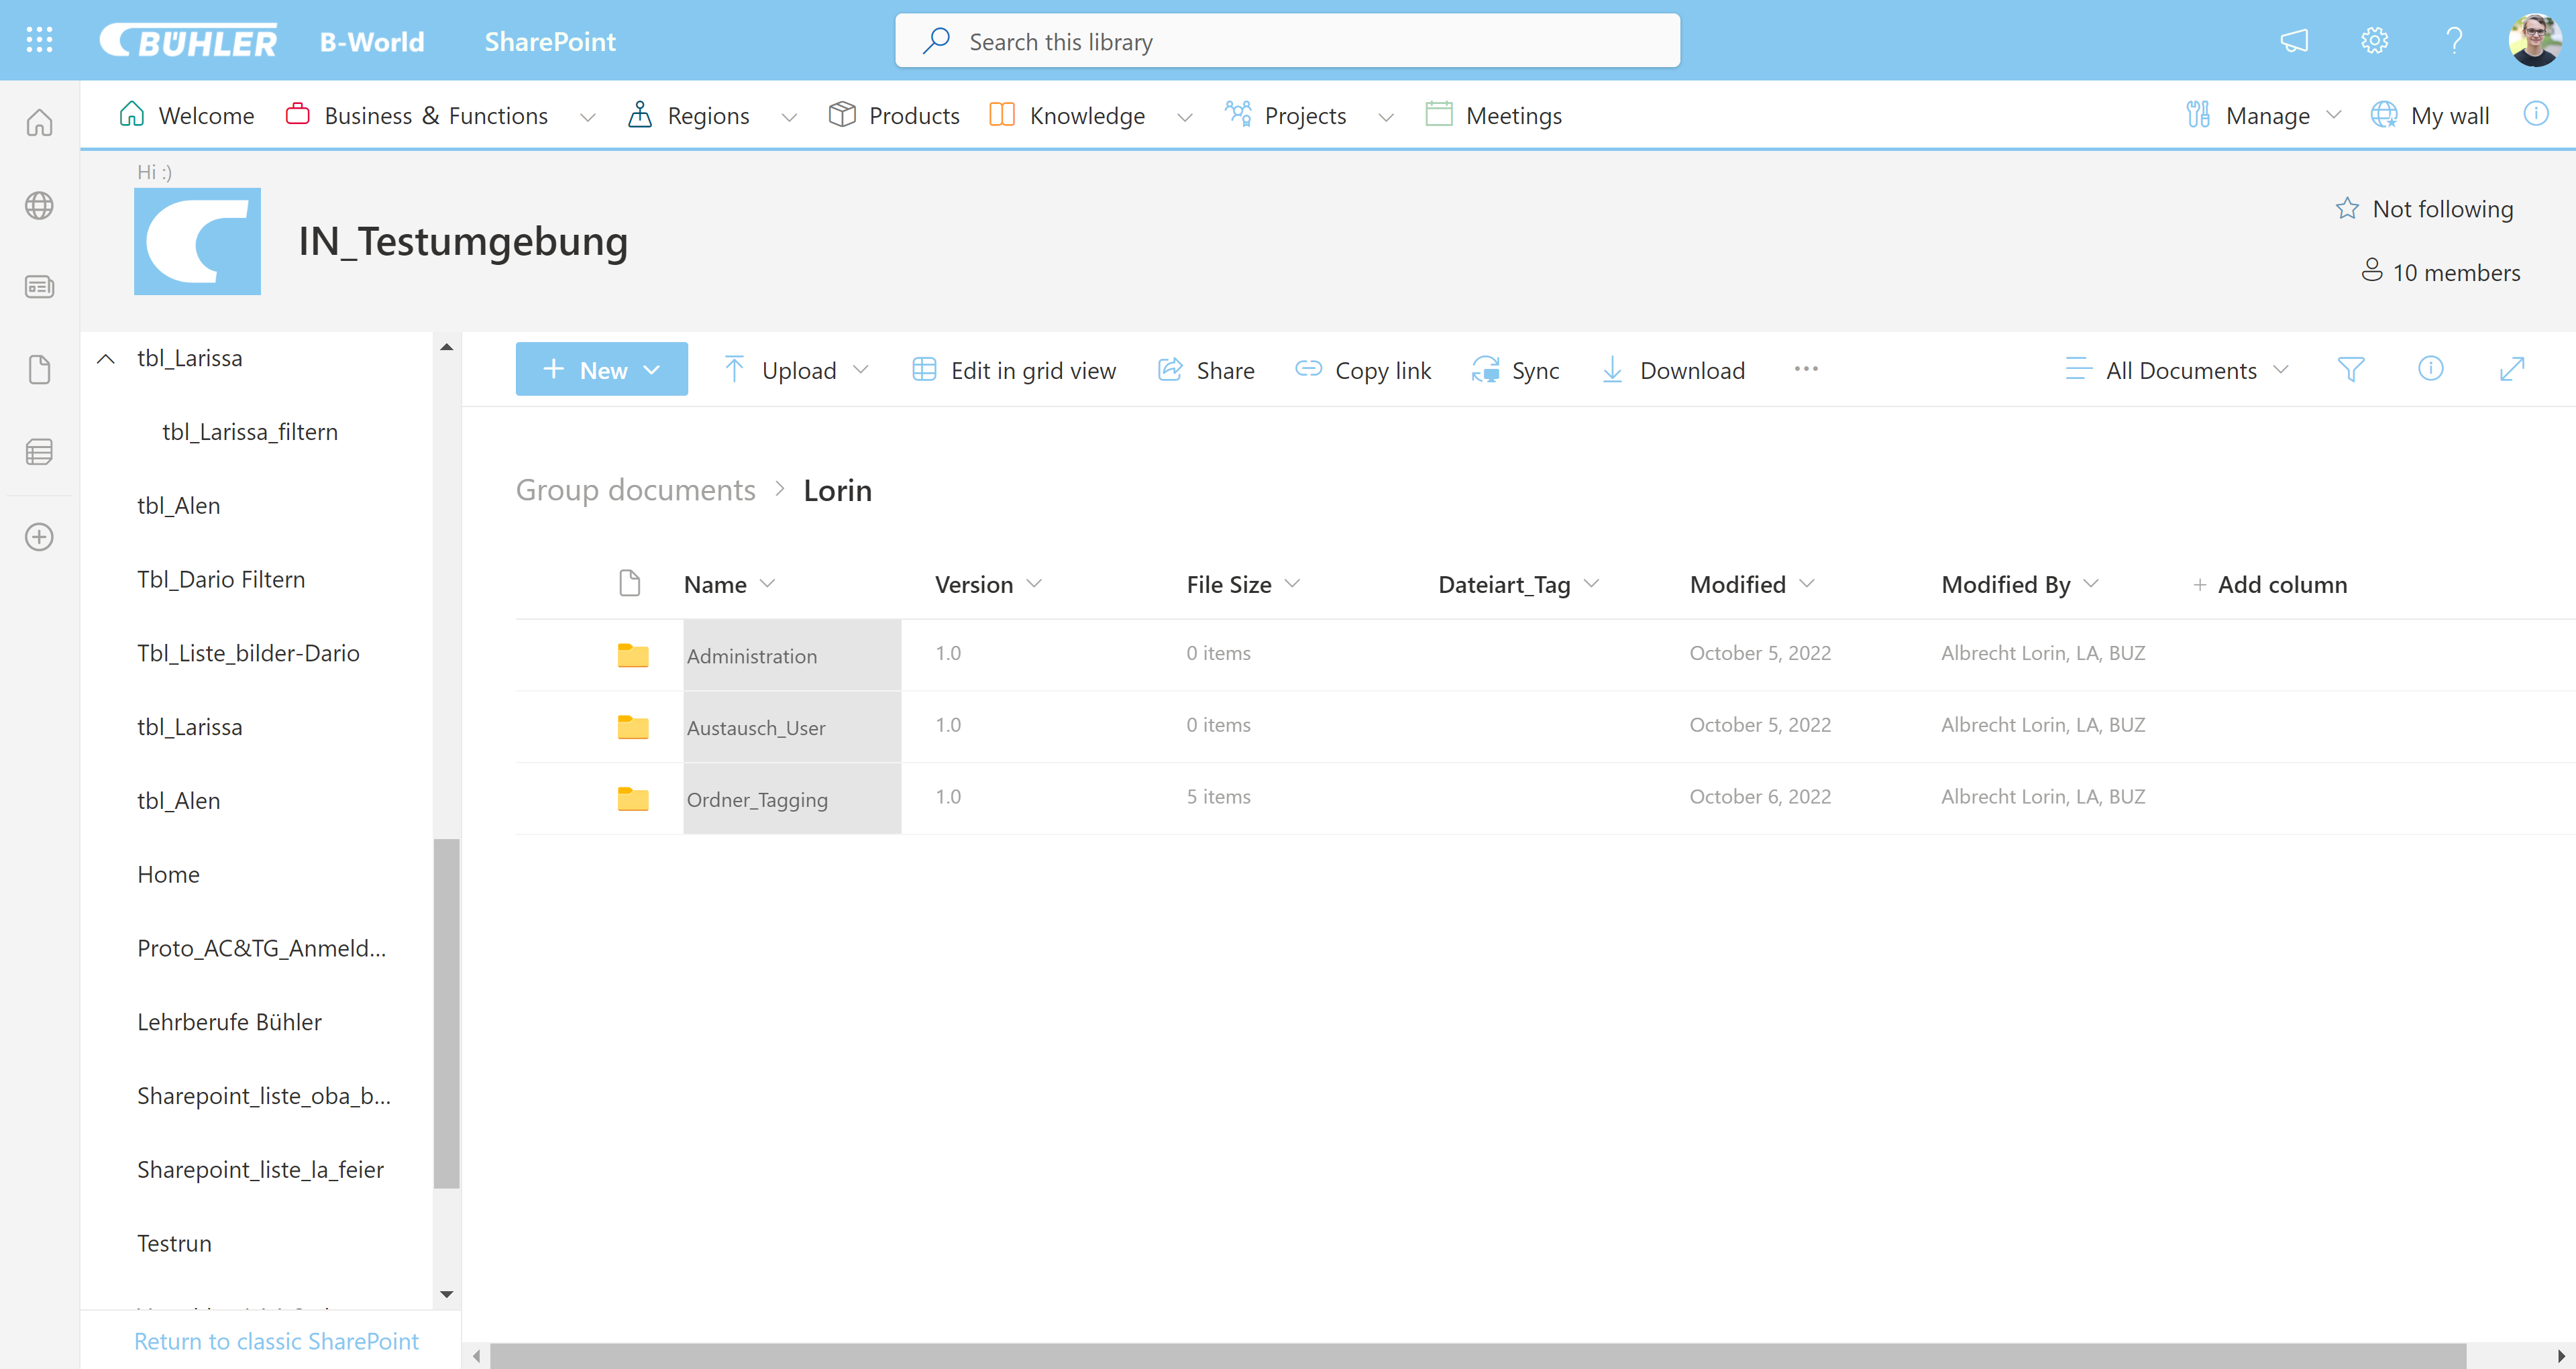 BÜHLER B-World SharePoint Search this library
Welcome Business & Functions Regions Products Knowledge Projects Meetings Manage My wall
Hi :)
IN_Testumgebung
Not following
10 members
tbl_Larissa
tbl_Larissa_filtern
tbl_Alen
Tbl_Dario Filtern
Tbl_Liste_bilder-Dario
tbl_Larissa
tbl_Alen
Home
Proto_AC&TG_Anmeld...
Lehrberufe Bühler
Sharepoint_liste_oba_b...
Sharepoint_liste_la_feier
Testrun
Return to classic SharePoint
+ New Upload Edit in grid view Share Copy link Sync Download ... All Documents
Group documents > Lorin
Name Version File Size Dateiart_Tag Modified Modified By + Add column
Administration 1.0 0 items October 5, 2022 Albrecht Lorin, LA, BUZ
Austausch_User 1.0 0 items October 5, 2022 Albrecht Lorin, LA, BUZ
Ordner_Tagging 1.0 5 items October 6, 2022 Albrecht Lorin, LA, BUZ